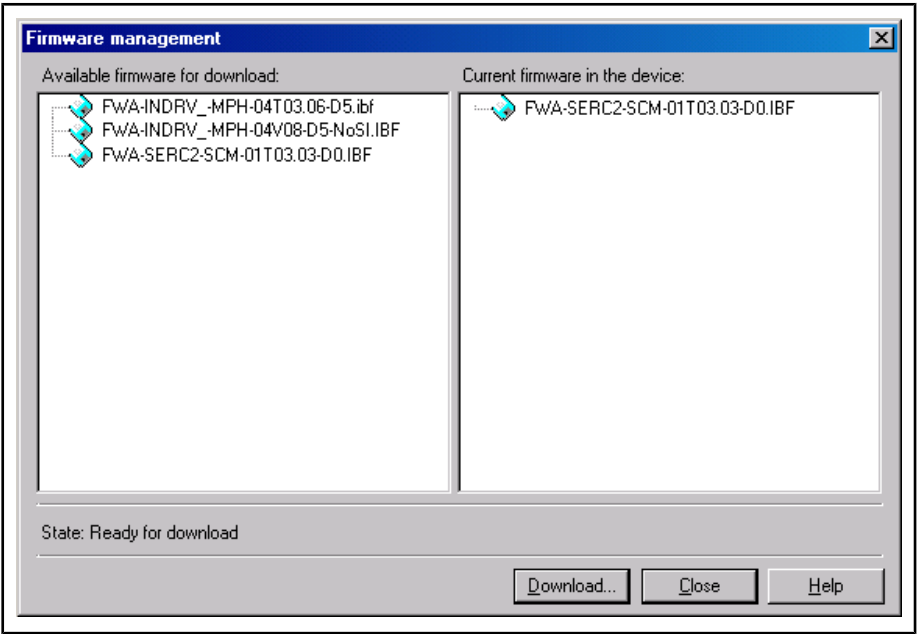 Firmware management
Available firmware for download:
FWA-INDRV_-MPH-04T03.06-D5.ibf
FWA-INDRV_-MPH-04V08-D5-NoSI.IBF
FWA-SERC2-SCM-01T03.03-D0.IBF
Current firmware in the device:
FWA-SERC2-SCM-01T03.03-D0.IBF
State: Ready for download
Download... Close Help